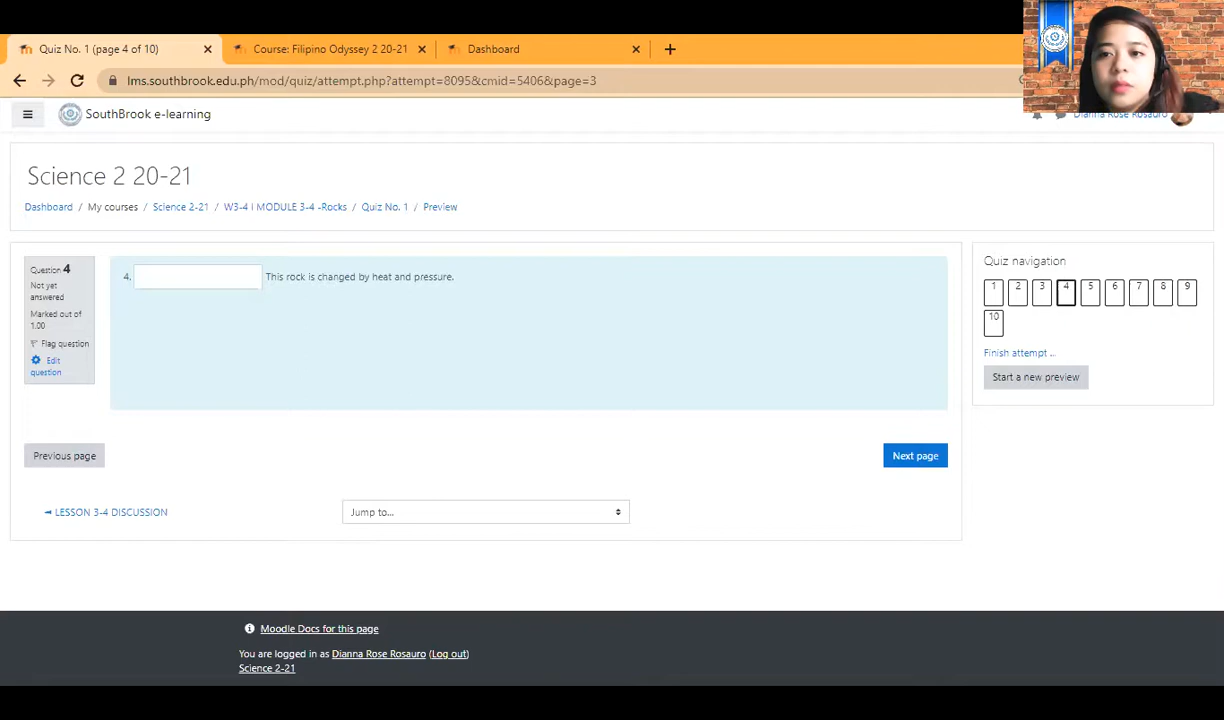 Quiz No. 1 (page 4 of 10)
Course: Filipino Odyssey 2 20-21
Dashboard
lms.southbrook.edu.ph/mod/quiz/attempt.php?attempt=8095&cmid=5406&page=3
SouthBrook e-learning
Dianna Rose Rosauro
Science 2 20-21
Dashboard / My courses / Science 2-21 / W3-4 I MODULE 3-4 -Rocks / Quiz No. 1 / Preview
Question 4
Not yet
answered
Marked out of
1.00
Flag question
Edit
question
4. This rock is changed by heat and pressure.
Quiz navigation
1 2 3 4 5 6 7 8 9
10
Finish attempt ...
Start a new preview
Previous page
Next page
◄ LESSON 3-4 DISCUSSION
Jump to...
Moodle Docs for this page
You are logged in as Dianna Rose Rosauro (Log out)
Science 2-21